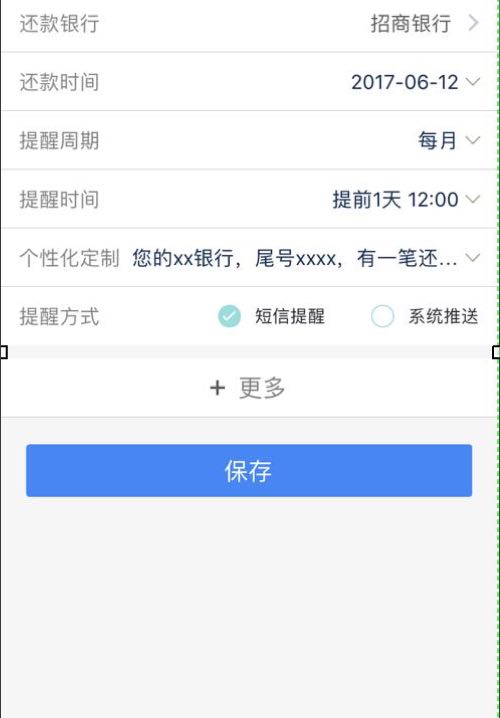 还款银行 招商银行
还款时间 2017-06-12
提醒周期 每月
提醒时间 提前1天 12:00
个性化定制 您的xx银行，尾号xxxx，有一笔还...
提醒方式 短信提醒 系统推送
+ 更多
保存